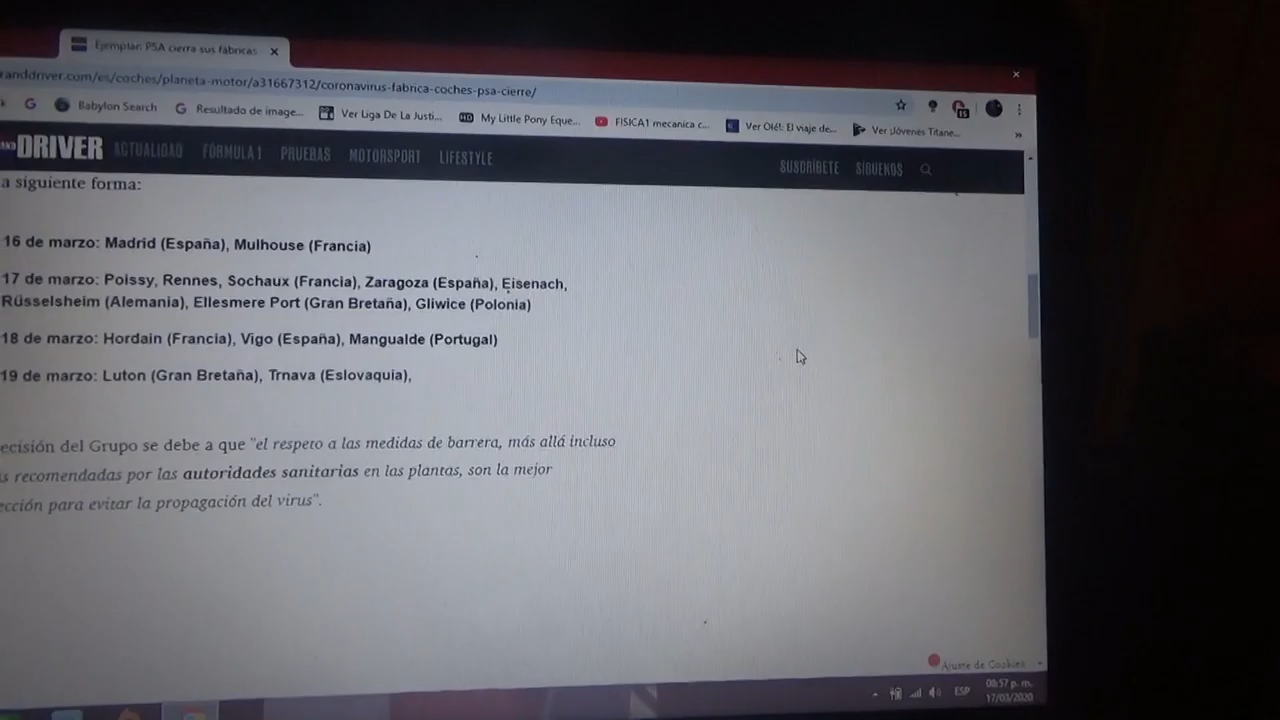 Ejemplar: PSA cierra sus fábricas
randdriver.com/es/coches/planeta-motor/a31667312/coronavirus-fabrica-coches-psa-cierre/
Babylon Search Resultado de image... Ver Liga De La Justi... My Little Pony Eque... FISICA1 mecanica c... Ver Olé!: El viaje de... Ver Jóvenes Titane... »
DRIVER ACTUALIDAD FÓRMULA 1 PRUEBAS MOTORSPORT LIFESTYLE SUSCRÍBETE SÍGUENOS
a siguiente forma:
16 de marzo: Madrid (España), Mulhouse (Francia)
17 de marzo: Poissy, Rennes, Sochaux (Francia), Zaragoza (España), Eisenach,
Rüsselsheim (Alemania), Ellesmere Port (Gran Bretaña), Gliwice (Polonia)
18 de marzo: Hordain (Francia), Vigo (España), Mangualde (Portugal)
19 de marzo: Luton (Gran Bretaña), Trnava (Eslovaquia),
ecisión del Grupo se debe a que "el respeto a las medidas de barrera, más allá incluso
s recomendadas por las autoridades sanitarias en las plantas, son la mejor
ección para evitar la propagación del virus".
Ajuste de Cookies
ESP
08:57 p. m.
17/03/2020